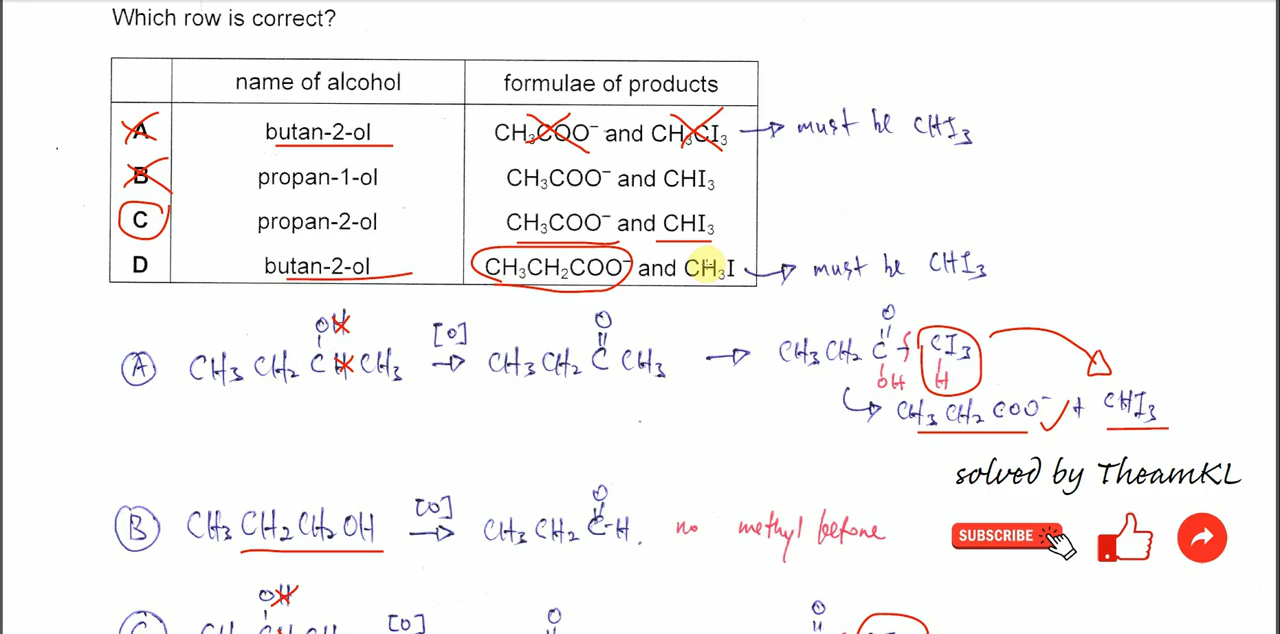 Which row is correct?
name of alcohol formulae of products
A butan-2-ol CH₃COO⁻ and CH₃CI₃ → must be CHI₃
B propan-1-ol CH₃COO⁻ and CHI₃
C propan-2-ol CH₃COO⁻ and CHI₃
D butan-2-ol CH₃CH₂COO⁻ and CH₃I → must be CHI₃
OH [O] O O
A CH₃ CH₂ C H CH₃ → CH₃ CH₂ C CH₃ → CH₃ CH₂ C CI₃
OH H
→ CH₃ CH₂ COO⁻ + CHI₃
solved by TheamKL
[O] O
B CH₃ CH₂ CH₂ OH → CH₃ CH₂ C-H. no methyl ketone
SUBSCRIBE
OH [O] O O
C